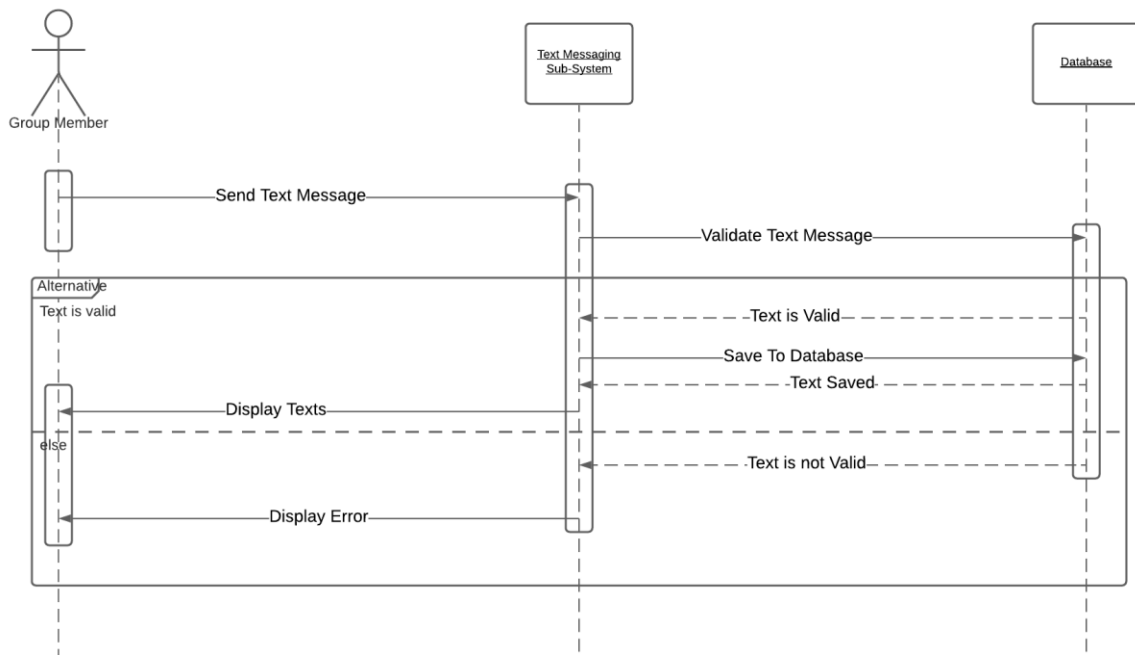 Text Messaging
Sub-System
Database
Group Member
Send Text Message
Validate Text Message
Alternative
Text is valid
Text is Valid
Save To Database
Text Saved
Display Texts
else
Text is not Valid
Display Error